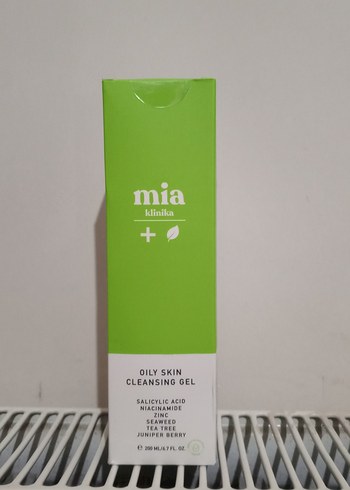 mia
klinika
OILY SKIN
CLEANSING GEL
SALICYLIC ACID
NIACINAMIDE
ZINC
SEAWEED
TEA TREE
JUNIPER BERRY
℮ 200 ML/6.7 FL. OZ.